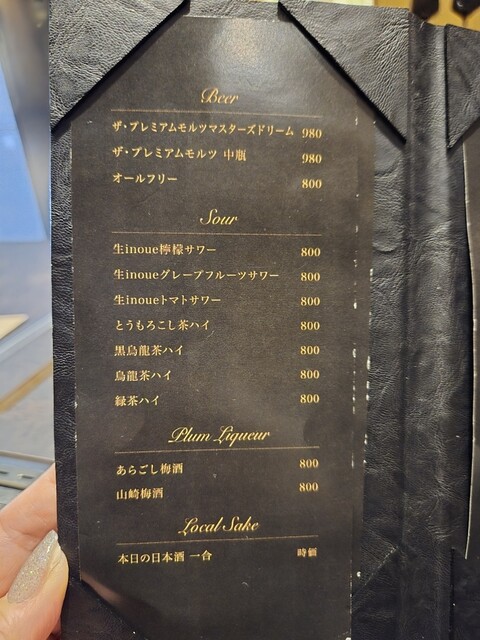 Beer
ザ・プレミアムモルツマスターズドリーム 980
ザ・プレミアムモルツ 中瓶 980
オールフリー 800
Sour
生inoue檸檬サワー 800
生inoueグレープフルーツサワー 800
生inoueトマトサワー 800
とうもろこし茶ハイ 800
黒烏龍茶ハイ 800
烏龍茶ハイ 800
緑茶ハイ 800
Plum Liqueur
あらごし梅酒 800
山崎梅酒 800
Local Sake
本日の日本酒 一合 時価